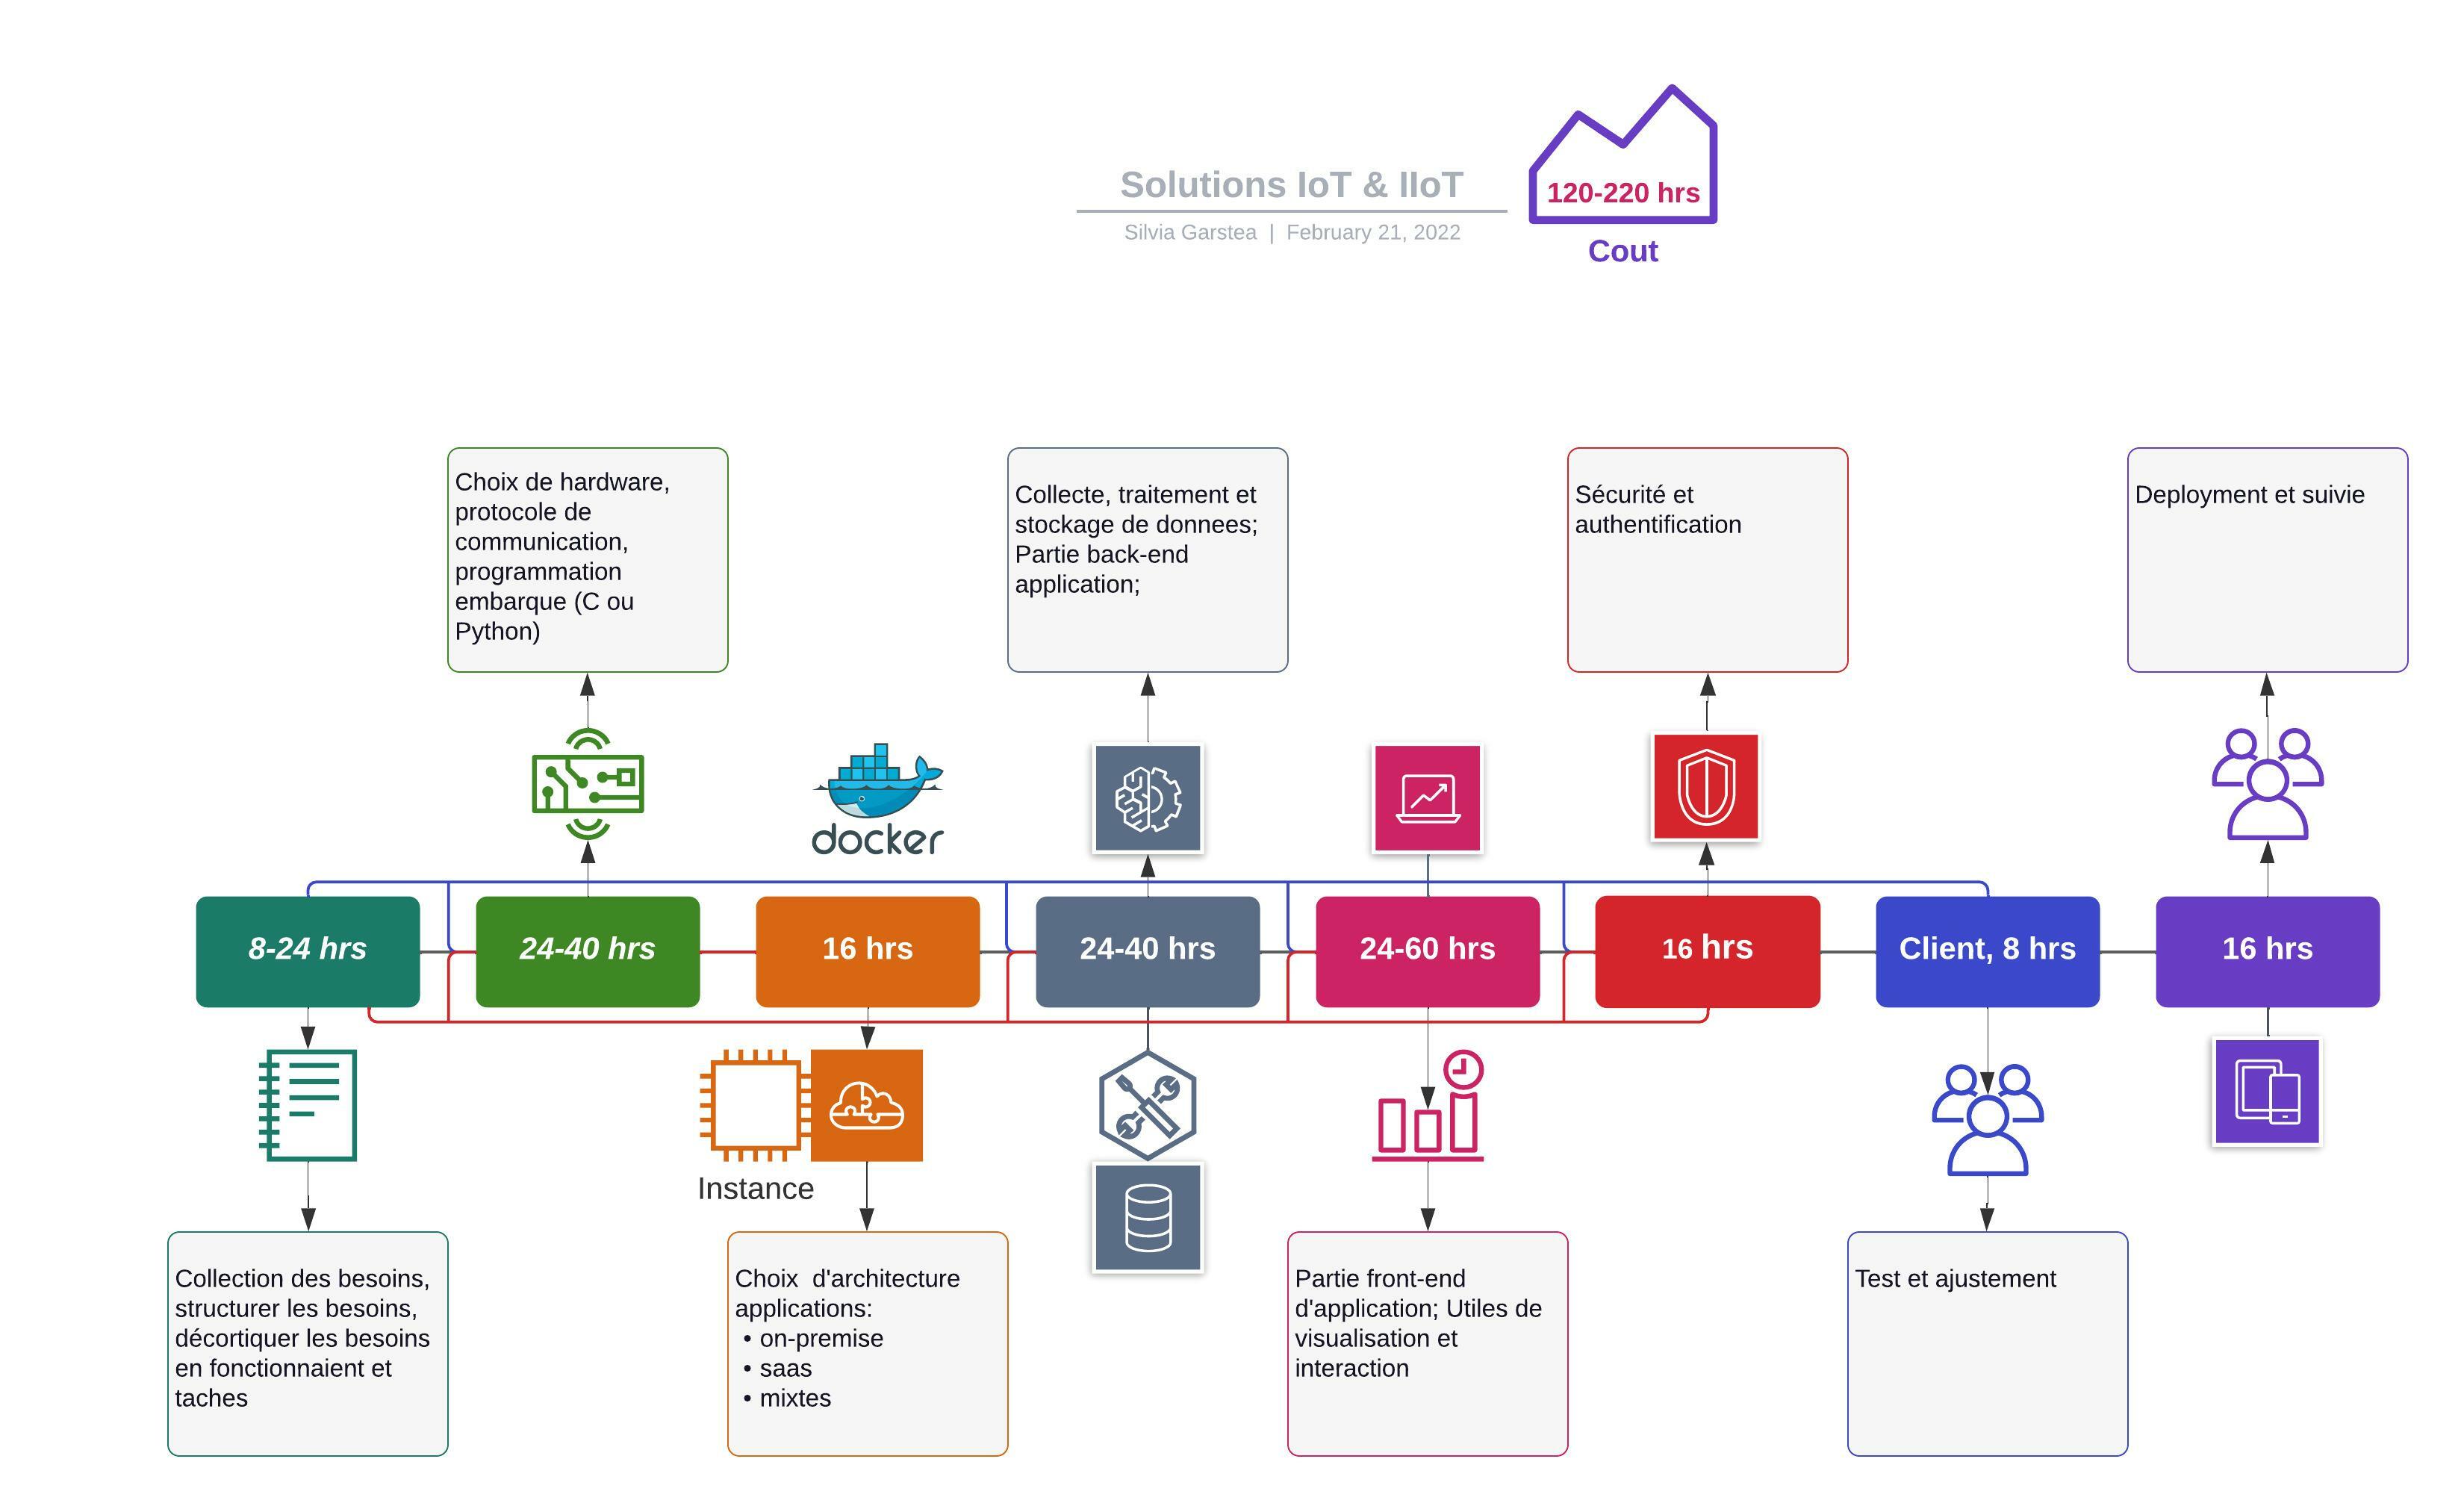 Solutions IoT & IIoT
Silvia Garstea | February 21, 2022
120-220 hrs
Cout
Choix de hardware,
protocole de
communication,
programmation
embarque (C ou
Python)
Collecte, traitement et
stockage de donnees;
Partie back-end
application;
Sécurité et
authentification
Deployment et suivie
docker
8-24 hrs
24-40 hrs
16 hrs
24-40 hrs
24-60 hrs
16 hrs
Client, 8 hrs
16 hrs
Instance
Collection des besoins,
structurer les besoins,
décortiquer les besoins
en fonctionnaient et
taches
Choix  d'architecture
applications:
• on-premise
• saas
• mixtes
Partie front-end
d'application; Utiles de
visualisation et
interaction
Test et ajustement